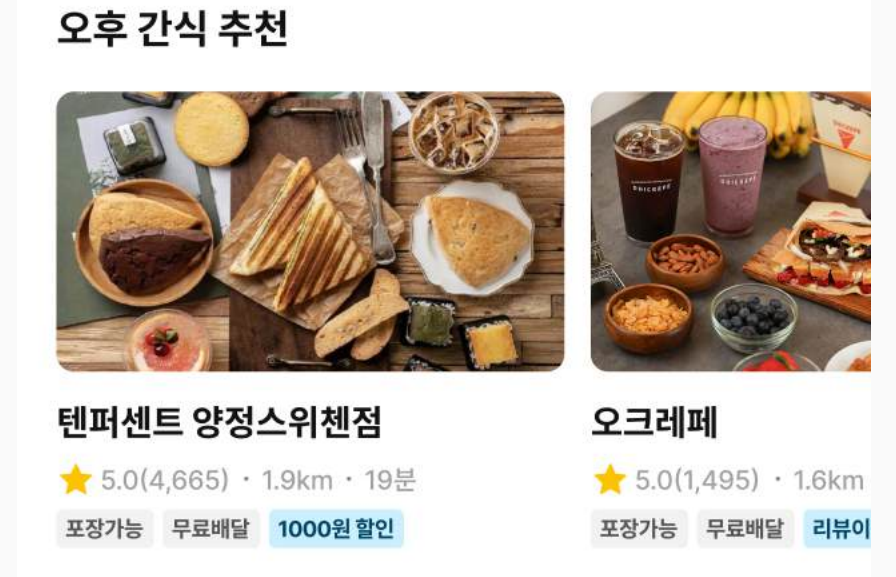 오후 간식 추천
텐퍼센트 양정스위첸점
5.0(4,665) · 1.9km · 19분
포장가능 무료배달 1000원 할인
오크레페
5.0(1,495) · 1.6km
포장가능 무료배달 리뷰이